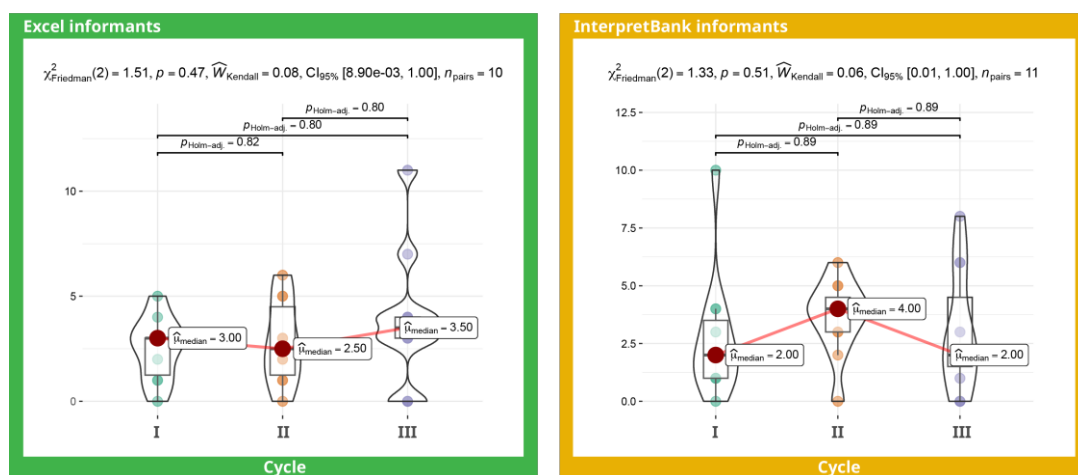 Excel informants
χ²Friedman(2) = 1.51, p = 0.47, ŴKendall = 0.08, CI95% [8.90e-03, 1.00], npairs = 10
pHolm-adj. = 0.80
pHolm-adj. = 0.80
pHolm-adj. = 0.82
10
5
0
μ̂median = 3.00
μ̂median = 2.50
μ̂median = 3.50
I II III
Cycle
InterpretBank informants
χ²Friedman(2) = 1.33, p = 0.51, ŴKendall = 0.06, CI95% [0.01, 1.00], npairs = 11
12.5
pHolm-adj. = 0.89
pHolm-adj. = 0.89
pHolm-adj. = 0.89
10.0
7.5
5.0
2.5
0.0
μ̂median = 2.00
μ̂median = 4.00
μ̂median = 2.00
I II III
Cycle